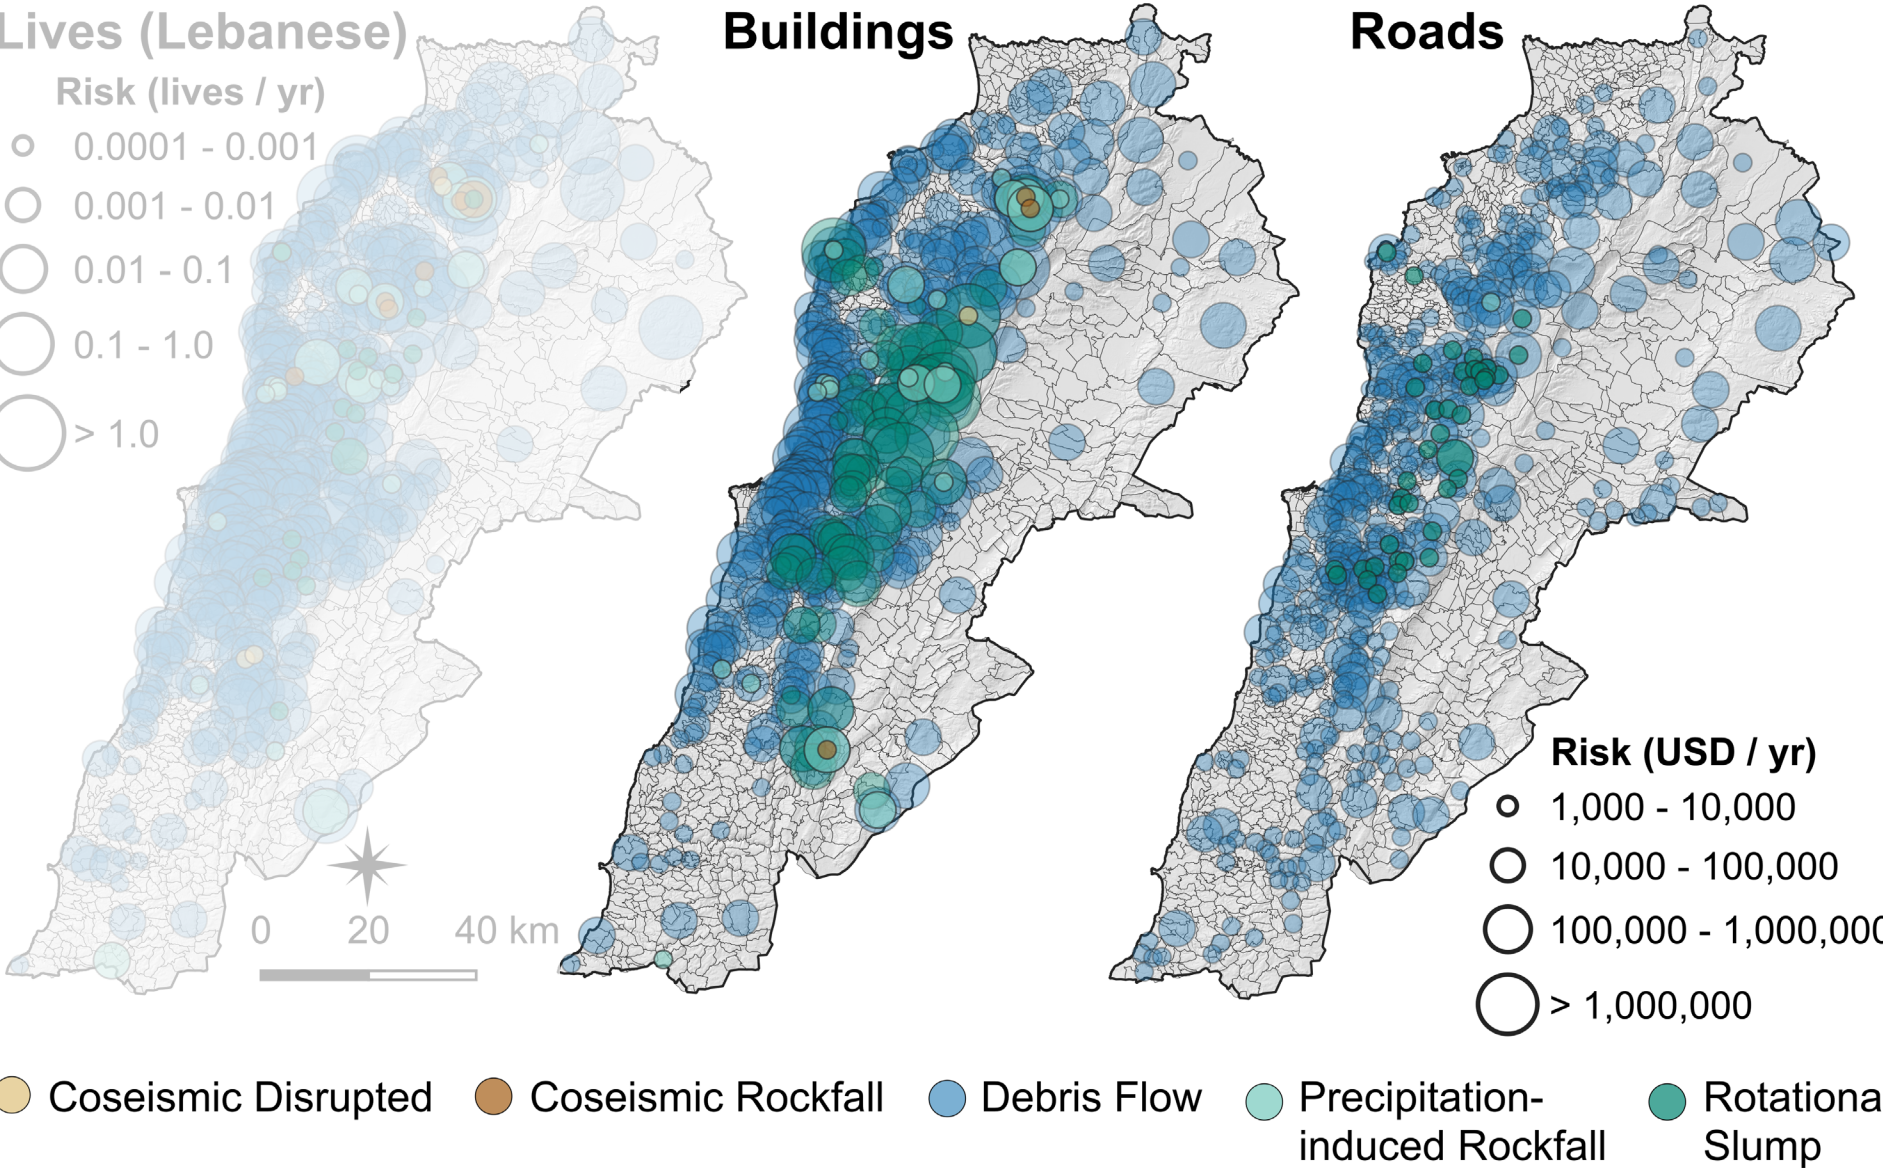 Lives (Lebanese)
Buildings
Roads
Risk (lives / yr)
0.0001 - 0.001
0.001 - 0.01
0.01 - 0.1
0.1 - 1.0
> 1.0
0 20 40 km
Risk (USD / yr)
1,000 - 10,000
10,000 - 100,000
100,000 - 1,000,000
> 1,000,000
Coseismic Disrupted
Coseismic Rockfall
Debris Flow
Precipitation-
induced Rockfall
Rotationa
Slump